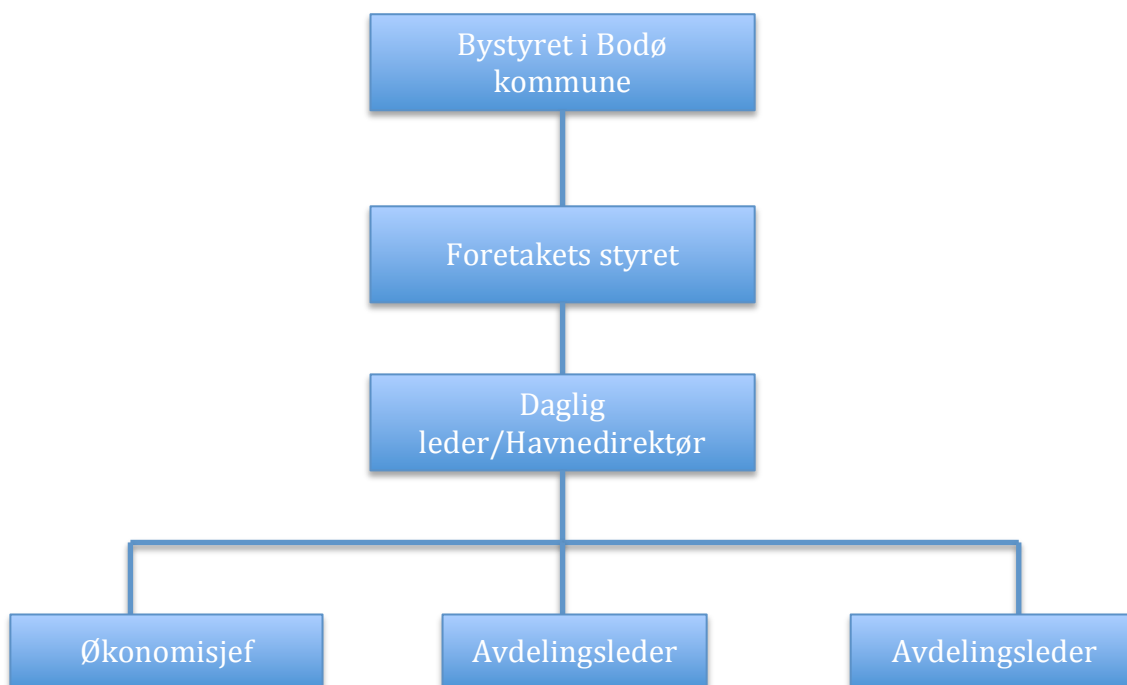 Bystyret i Bodø
kommune
Foretakets styret
Daglig
leder/Havnedirektør
Økonomisjef
Avdelingsleder
Avdelingsleder